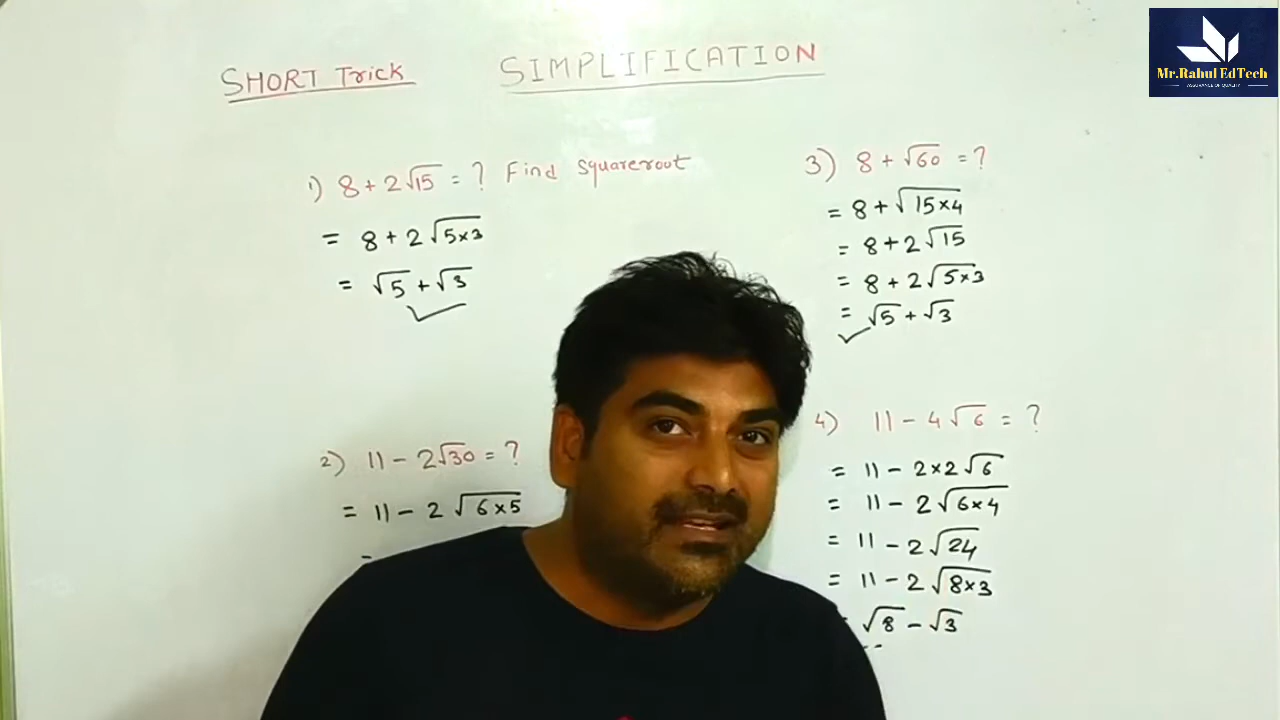 SHORT Trick
SIMPLIFICATION
Mr.Rahul EdTech
ASSURANCE OF QUALITY
1) 8 + 2√15 = ? Find Squareroot
= 8 + 2√5×3
= √5 + √3
2) 11 - 2√30 = ?
= 11 - 2 √6×5
=
3) 8 + √60 = ?
= 8 + √15×4
= 8 + 2√15
= 8 + 2√5×3
= √5 + √3
4) 11 - 4√6 = ?
= 11 - 2×2√6
= 11 - 2√6×4
= 11 - 2√24
= 11 - 2√8×3
= √8 - √3